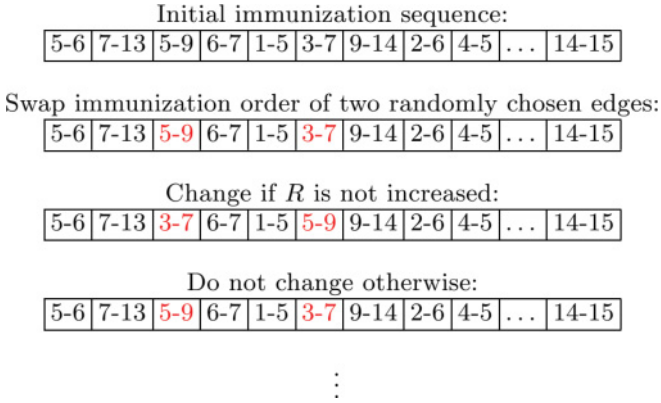 Initial immunization sequence:
5-6 7-13 5-9 6-7 1-5 3-7 9-14 2-6 4-5 ... 14-15
Swap immunization order of two randomly chosen edges:
5-6 7-13 5-9 6-7 1-5 3-7 9-14 2-6 4-5 ... 14-15
Change if R is not increased:
5-6 7-13 3-7 6-7 1-5 5-9 9-14 2-6 4-5 ... 14-15
Do not change otherwise:
5-6 7-13 5-9 6-7 1-5 3-7 9-14 2-6 4-5 ... 14-15
⋮